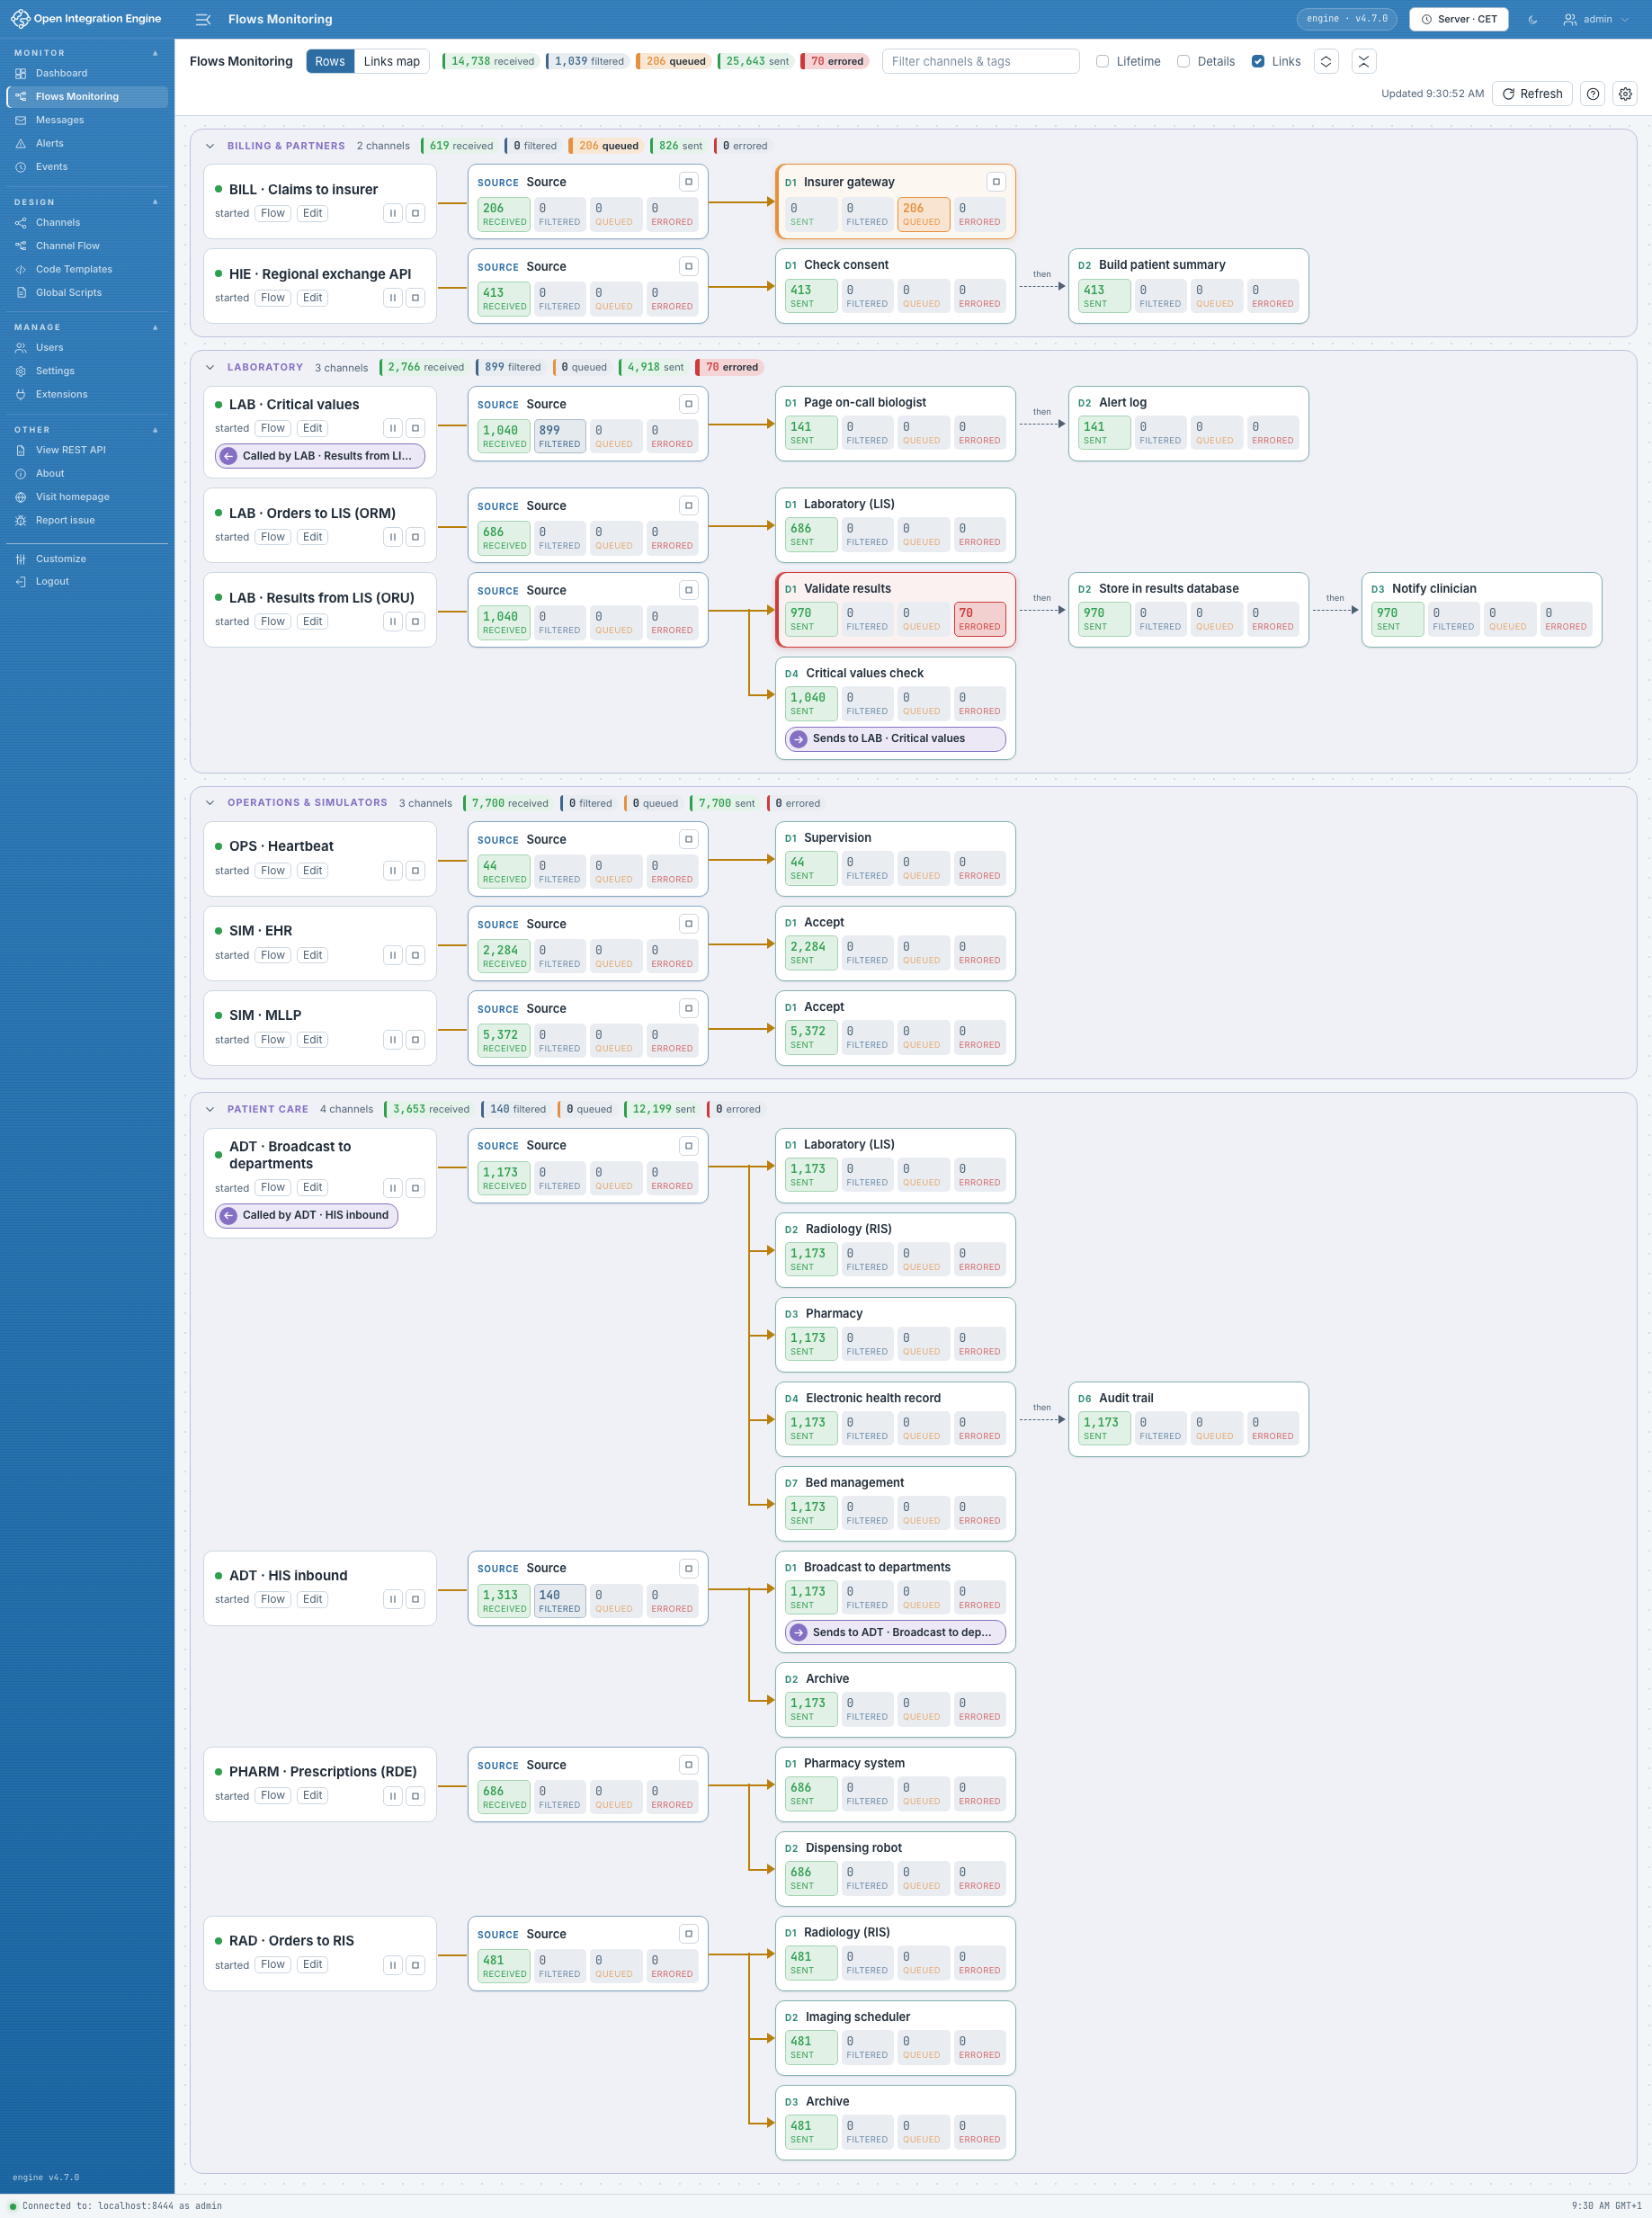 Open Integration Engine
Flows Monitoring
engine · v4.7.0
Server · CET
admin
MONITOR
Dashboard
Flows Monitoring
Messages
Alerts
Events
DESIGN
Channels
Channel Flow
Code Templates
Global Scripts
MANAGE
Users
Settings
Extensions
OTHER
View REST API
About
Visit homepage
Report issue
Customize
Logout
engine v4.7.0
Flows Monitoring
Rows
Links map
14,738 received
1,039 filtered
206 queued
25,643 sent
70 errored
Filter channels & tags
Lifetime
Details
Links
Updated 9:30:52 AM
Refresh
BILLING & PARTNERS 2 channels 619 received 0 filtered 206 queued 826 sent 0 errored
BILL · Claims to insurer
started Flow Edit
SOURCE Source
206 0 0 0
RECEIVED FILTERED QUEUED ERRORED
D1 Insurer gateway
0 0 206 0
SENT FILTERED QUEUED ERRORED
HIE · Regional exchange API
started Flow Edit
SOURCE Source
413 0 0 0
RECEIVED FILTERED QUEUED ERRORED
D1 Check consent
413 0 0 0
SENT FILTERED QUEUED ERRORED
then
D2 Build patient summary
413 0 0 0
SENT FILTERED QUEUED ERRORED
LABORATORY 3 channels 2,766 received 899 filtered 0 queued 4,918 sent 70 errored
LAB · Critical values
started Flow Edit
Called by LAB · Results from LI...
SOURCE Source
1,040 899 0 0
RECEIVED FILTERED QUEUED ERRORED
D1 Page on-call biologist
141 0 0 0
SENT FILTERED QUEUED ERRORED
then
D2 Alert log
141 0 0 0
SENT FILTERED QUEUED ERRORED
LAB · Orders to LIS (ORM)
started Flow Edit
SOURCE Source
686 0 0 0
RECEIVED FILTERED QUEUED ERRORED
D1 Laboratory (LIS)
686 0 0 0
SENT FILTERED QUEUED ERRORED
LAB · Results from LIS (ORU)
started Flow Edit
SOURCE Source
1,040 0 0 0
RECEIVED FILTERED QUEUED ERRORED
D1 Validate results
970 0 0 70
SENT FILTERED QUEUED ERRORED
then
D2 Store in results database
970 0 0 0
SENT FILTERED QUEUED ERRORED
then
D3 Notify clinician
970 0 0 0
SENT FILTERED QUEUED ERRORED
D4 Critical values check
1,040 0 0 0
SENT FILTERED QUEUED ERRORED
Sends to LAB · Critical values
OPERATIONS & SIMULATORS 3 channels 7,700 received 0 filtered 0 queued 7,700 sent 0 errored
OPS · Heartbeat
started Flow Edit
SOURCE Source
44 0 0 0
RECEIVED FILTERED QUEUED ERRORED
D1 Supervision
44 0 0 0
SENT FILTERED QUEUED ERRORED
SIM · EHR
started Flow Edit
SOURCE Source
2,284 0 0 0
RECEIVED FILTERED QUEUED ERRORED
D1 Accept
2,284 0 0 0
SENT FILTERED QUEUED ERRORED
SIM · MLLP
started Flow Edit
SOURCE Source
5,372 0 0 0
RECEIVED FILTERED QUEUED ERRORED
D1 Accept
5,372 0 0 0
SENT FILTERED QUEUED ERRORED
PATIENT CARE 4 channels 3,653 received 140 filtered 0 queued 12,199 sent 0 errored
ADT · Broadcast to
departments
started Flow Edit
Called by ADT · HIS inbound
SOURCE Source
1,173 0 0 0
RECEIVED FILTERED QUEUED ERRORED
D1 Laboratory (LIS)
1,173 0 0 0
SENT FILTERED QUEUED ERRORED
D2 Radiology (RIS)
1,173 0 0 0
SENT FILTERED QUEUED ERRORED
D3 Pharmacy
1,173 0 0 0
SENT FILTERED QUEUED ERRORED
D4 Electronic health record
1,173 0 0 0
SENT FILTERED QUEUED ERRORED
then
D6 Audit trail
1,173 0 0 0
SENT FILTERED QUEUED ERRORED
D7 Bed management
1,173 0 0 0
SENT FILTERED QUEUED ERRORED
ADT · HIS inbound
started Flow Edit
SOURCE Source
1,313 140 0 0
RECEIVED FILTERED QUEUED ERRORED
D1 Broadcast to departments
1,173 0 0 0
SENT FILTERED QUEUED ERRORED
Sends to ADT · Broadcast to dep...
D2 Archive
1,173 0 0 0
SENT FILTERED QUEUED ERRORED
PHARM · Prescriptions (RDE)
started Flow Edit
SOURCE Source
686 0 0 0
RECEIVED FILTERED QUEUED ERRORED
D1 Pharmacy system
686 0 0 0
SENT FILTERED QUEUED ERRORED
D2 Dispensing robot
686 0 0 0
SENT FILTERED QUEUED ERRORED
RAD · Orders to RIS
started Flow Edit
SOURCE Source
481 0 0 0
RECEIVED FILTERED QUEUED ERRORED
D1 Radiology (RIS)
481 0 0 0
SENT FILTERED QUEUED ERRORED
D2 Imaging scheduler
481 0 0 0
SENT FILTERED QUEUED ERRORED
D3 Archive
481 0 0 0
SENT FILTERED QUEUED ERRORED
Connected to: localhost:8444 as admin
9:30 AM GMT+1